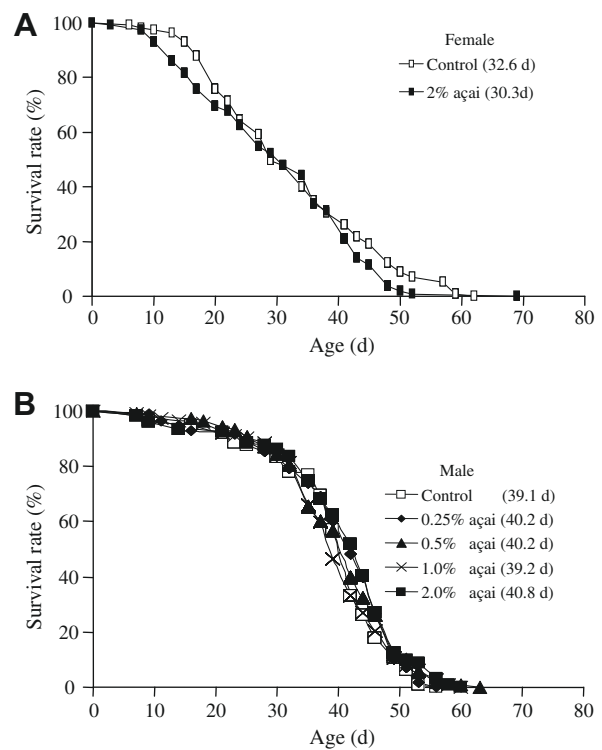 A
Female
Control (32.6 d)
2% açai (30.3d)
Survival rate (%)
100
80
60
40
20
0
0 10 20 30 40 50 60 70 80
Age (d)
B
Male
Control (39.1 d)
0.25% açai (40.2 d)
0.5% açai (40.2 d)
1.0% açai (39.2 d)
2.0% açai (40.8 d)
Survival rate (%)
100
80
60
40
20
0
0 10 20 30 40 50 60 70 80
Age (d)